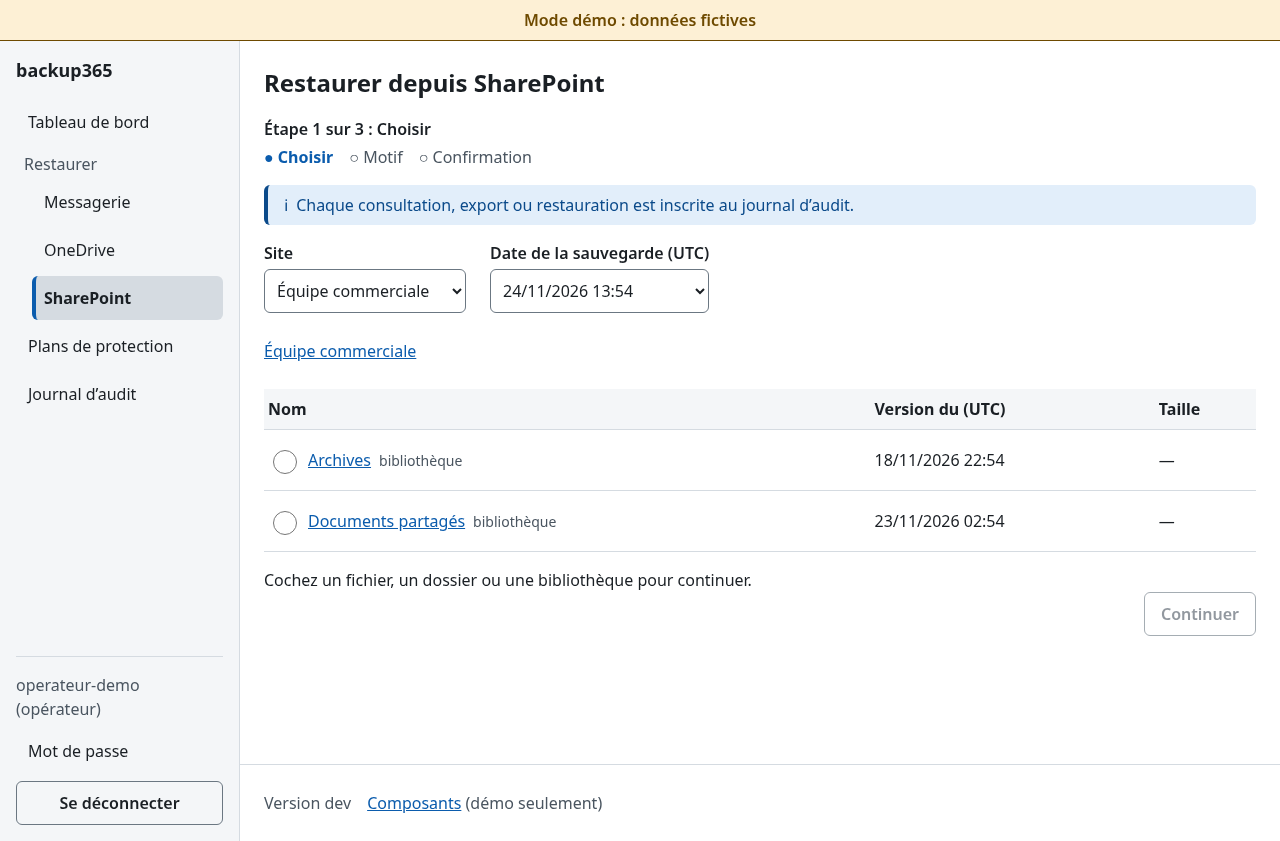 Mode démo : données fictives
backup365
Tableau de bord
Restaurer
Messagerie
OneDrive
SharePoint
Plans de protection
Journal d’audit
operateur-demo
(opérateur)
Mot de passe
Se déconnecter
Restaurer depuis SharePoint
Étape 1 sur 3 : Choisir
● Choisir ○ Motif ○ Confirmation
i Chaque consultation, export ou restauration est inscrite au journal d’audit.
Site Date de la sauvegarde (UTC)
Équipe commerciale 24/11/2026 13:54
Équipe commerciale
Nom Version du (UTC) Taille
Archives bibliothèque 18/11/2026 22:54 —
Documents partagés bibliothèque 23/11/2026 02:54 —
Cochez un fichier, un dossier ou une bibliothèque pour continuer.
Continuer
Version dev Composants (démo seulement)